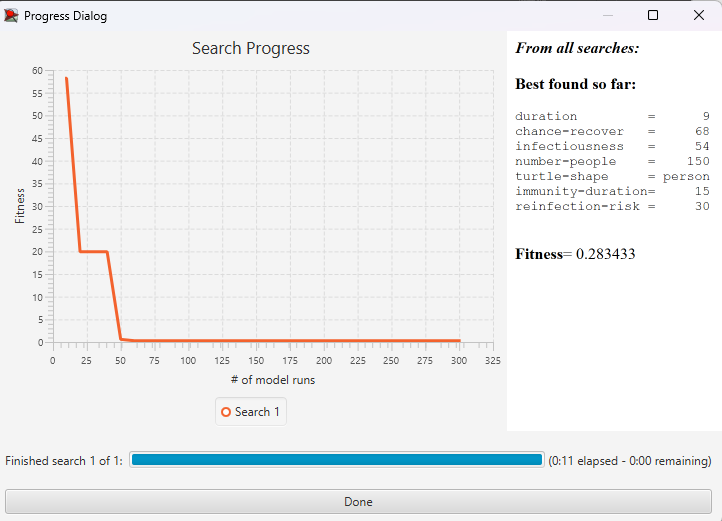 Progress Dialog
Search Progress
Fitness
60
55
50
45
40
35
30
25
20
15
10
5
0
0 25 50 75 100 125 150 175 200 225 250 275 300 325
# of model runs
Search 1
From all searches:
Best found so far:
duration = 9
chance-recover = 68
infectiousness = 54
number-people = 150
turtle-shape = person
immunity-duration= 15
reinfection-risk = 30
Fitness= 0.283433
Finished search 1 of 1: (0:11 elapsed - 0:00 remaining)
Done